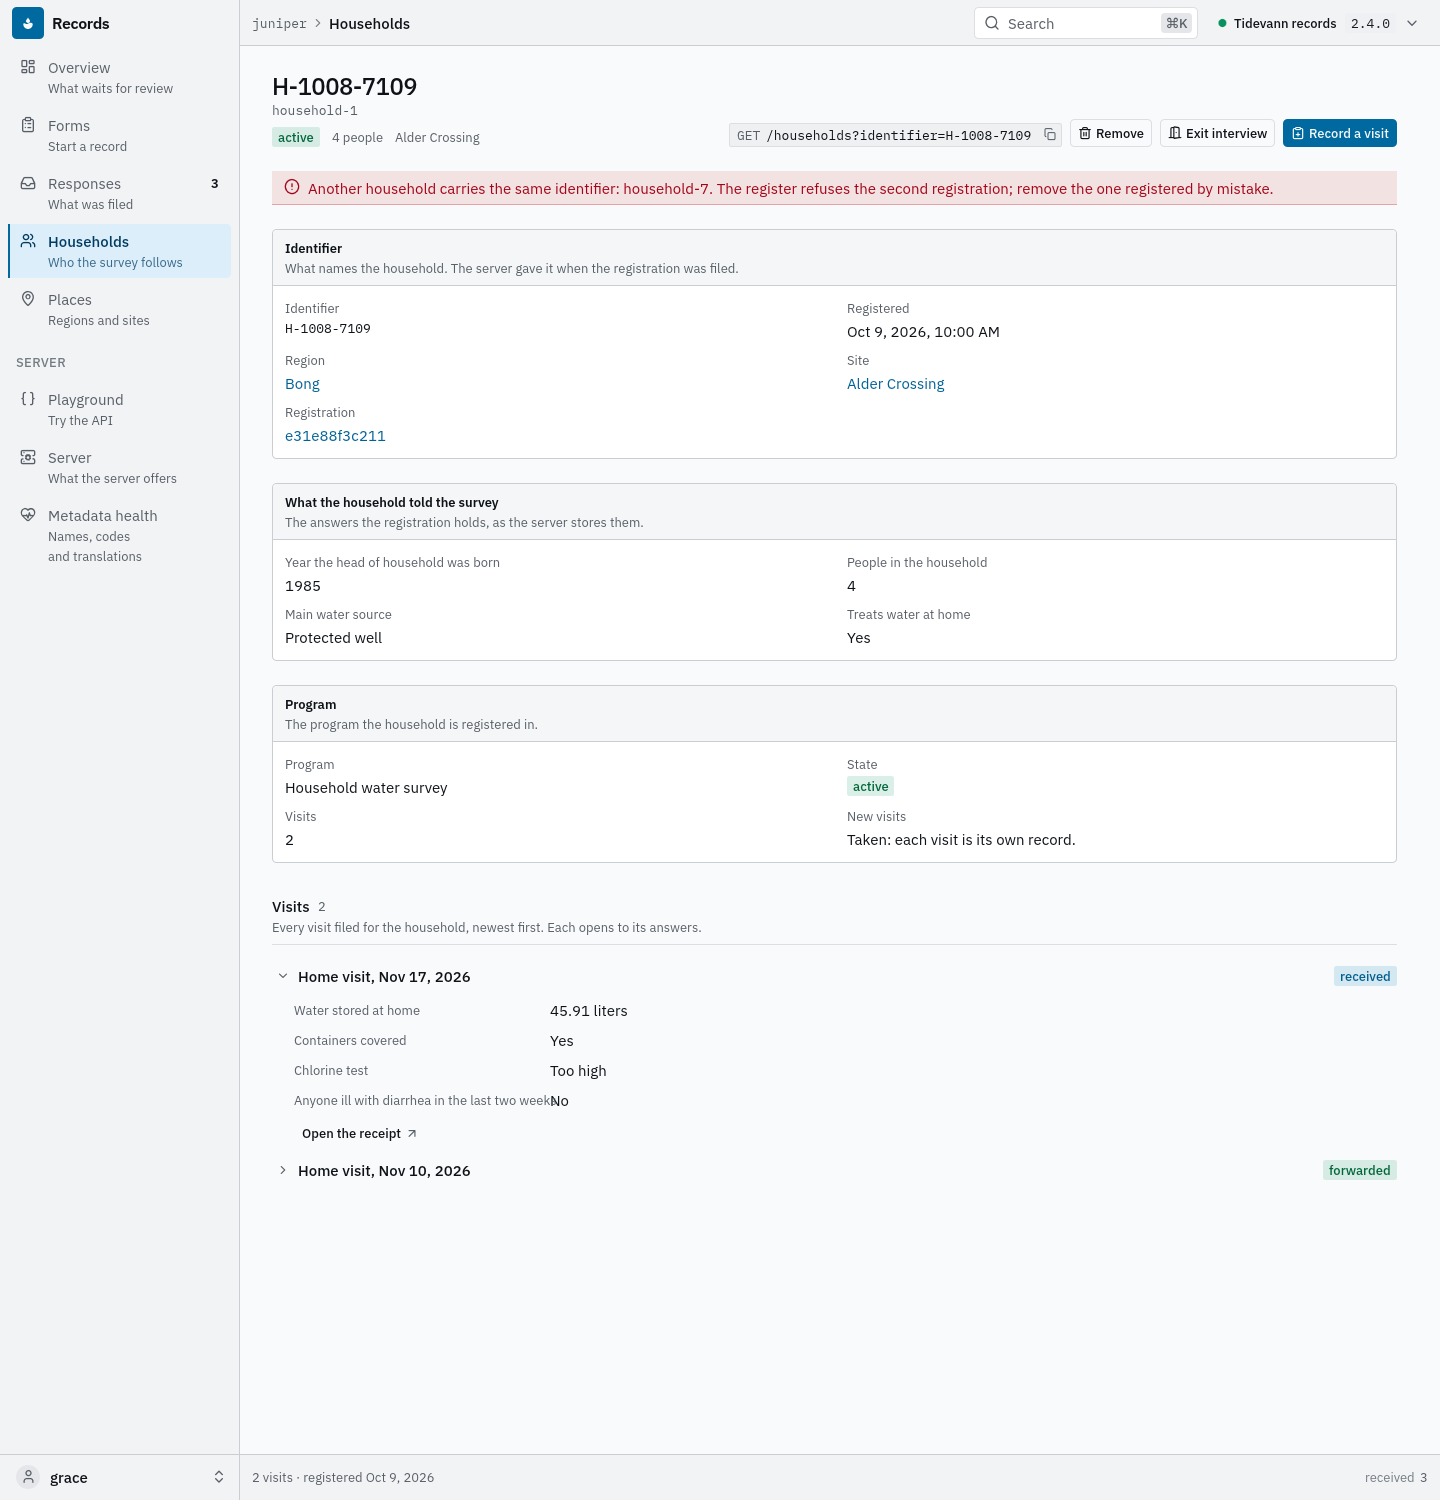 Records
Overview
What waits for review
Forms
Start a record
Responses 3
What was filed
Households
Who the survey follows
Places
Regions and sites
SERVER
Playground
Try the API
Server
What the server offers
Metadata health
Names, codes
and translations
grace
juniper > Households
Search ⌘K
Tidevann records 2.4.0
H-1008-7109
household-1
active 4 people Alder Crossing
GET /households?identifier=H-1008-7109
Remove
Exit interview
Record a visit
Another household carries the same identifier: household-7. The register refuses the second registration; remove the one registered by mistake.
Identifier
What names the household. The server gave it when the registration was filed.
Identifier
H-1008-7109
Registered
Oct 9, 2026, 10:00 AM
Region
Bong
Site
Alder Crossing
Registration
e31e88f3c211
What the household told the survey
The answers the registration holds, as the server stores them.
Year the head of household was born
1985
People in the household
4
Main water source
Protected well
Treats water at home
Yes
Program
The program the household is registered in.
Program
Household water survey
State
active
Visits
2
New visits
Taken: each visit is its own record.
Visits 2
Every visit filed for the household, newest first. Each opens to its answers.
Home visit, Nov 17, 2026 received
Water stored at home 45.91 liters
Containers covered Yes
Chlorine test Too high
Anyone ill with diarrhea in the last two weeks No
Open the receipt
Home visit, Nov 10, 2026 forwarded
2 visits · registered Oct 9, 2026
received 3